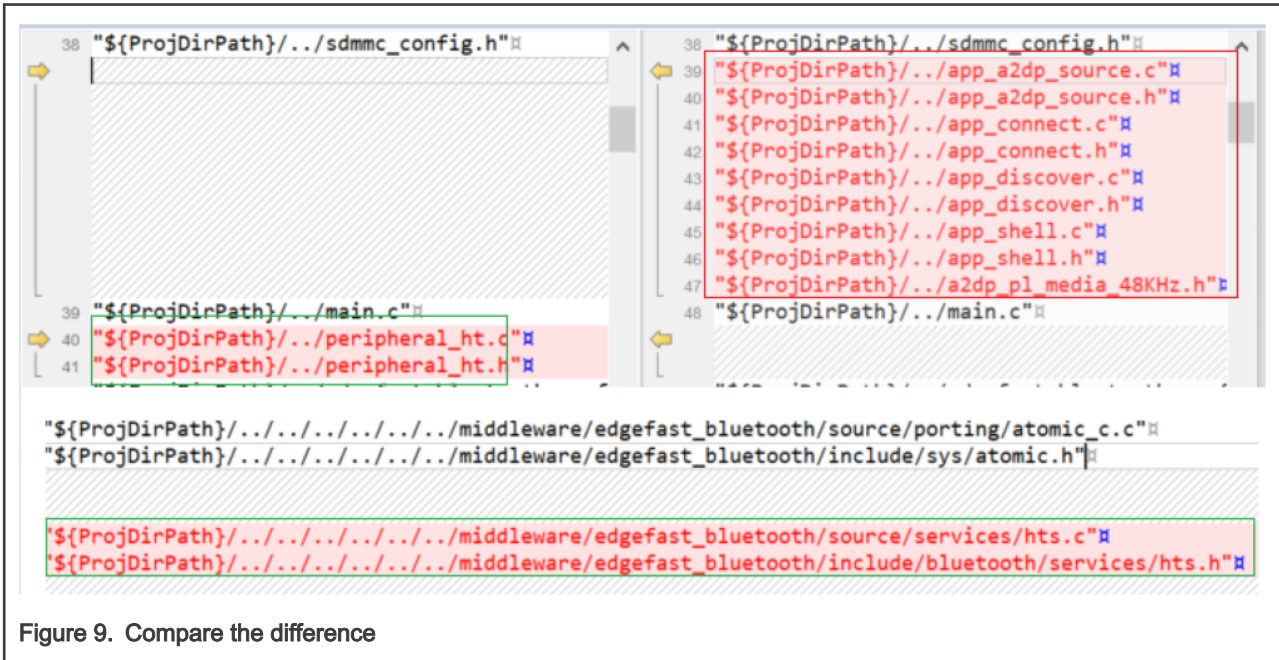 38 "${ProjDirPath}/../sdmmc_config.h"¤
39 "${ProjDirPath}/../main.c"¤
40 "${ProjDirPath}/../peripheral_ht.c"¤
41 "${ProjDirPath}/../peripheral_ht.h"¤
38 "${ProjDirPath}/../sdmmc_config.h"¤
39 "${ProjDirPath}/../app_a2dp_source.c"¤
40 "${ProjDirPath}/../app_a2dp_source.h"¤
41 "${ProjDirPath}/../app_connect.c"¤
42 "${ProjDirPath}/../app_connect.h"¤
43 "${ProjDirPath}/../app_discover.c"¤
44 "${ProjDirPath}/../app_discover.h"¤
45 "${ProjDirPath}/../app_shell.c"¤
46 "${ProjDirPath}/../app_shell.h"¤
47 "${ProjDirPath}/../a2dp_pl_media_48KHz.h"¤
48 "${ProjDirPath}/../main.c"¤
"${ProjDirPath}/../../../../../../middleware/edgefast_bluetooth/source/porting/atomic_c.c"¤
"${ProjDirPath}/../../../../../../middleware/edgefast_bluetooth/include/sys/atomic.h"¤
"${ProjDirPath}/../../../../../../middleware/edgefast_bluetooth/source/services/hts.c"¤
"${ProjDirPath}/../../../../../../middleware/edgefast_bluetooth/include/bluetooth/services/hts.h"¤
Figure 9. Compare the difference